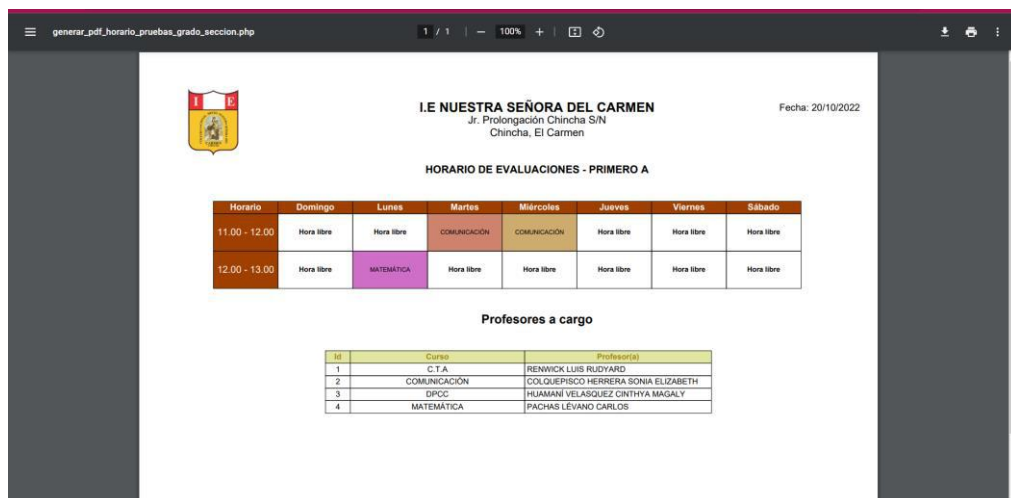 generar_pdf_horario_pruebas_grado_seccion.php 1 / 1 100%
I E
I.E NUESTRA SEÑORA DEL CARMEN
Fecha: 20/10/2022
Jr. Prolongación Chincha S/N
Chincha, El Carmen
HORARIO DE EVALUACIONES - PRIMERO A
Horario Domingo Lunes Martes Miércoles Jueves Viernes Sábado
11.00 - 12.00 Hora libre Hora libre COMUNICACIÓN COMUNICACIÓN Hora libre Hora libre Hora libre
12.00 - 13.00 Hora libre MATEMÁTICA Hora libre Hora libre Hora libre Hora libre Hora libre
Profesores a cargo
Id Curso Profesor(a)
1 C.T.A RENWICK LUIS RUDYARD
2 COMUNICACIÓN COLQUEPISCO HERRERA SONIA ELIZABETH
3 DPCC HUAMANÍ VELASQUEZ CINTHYA MAGALY
4 MATEMÁTICA PACHAS LÉVANO CARLOS